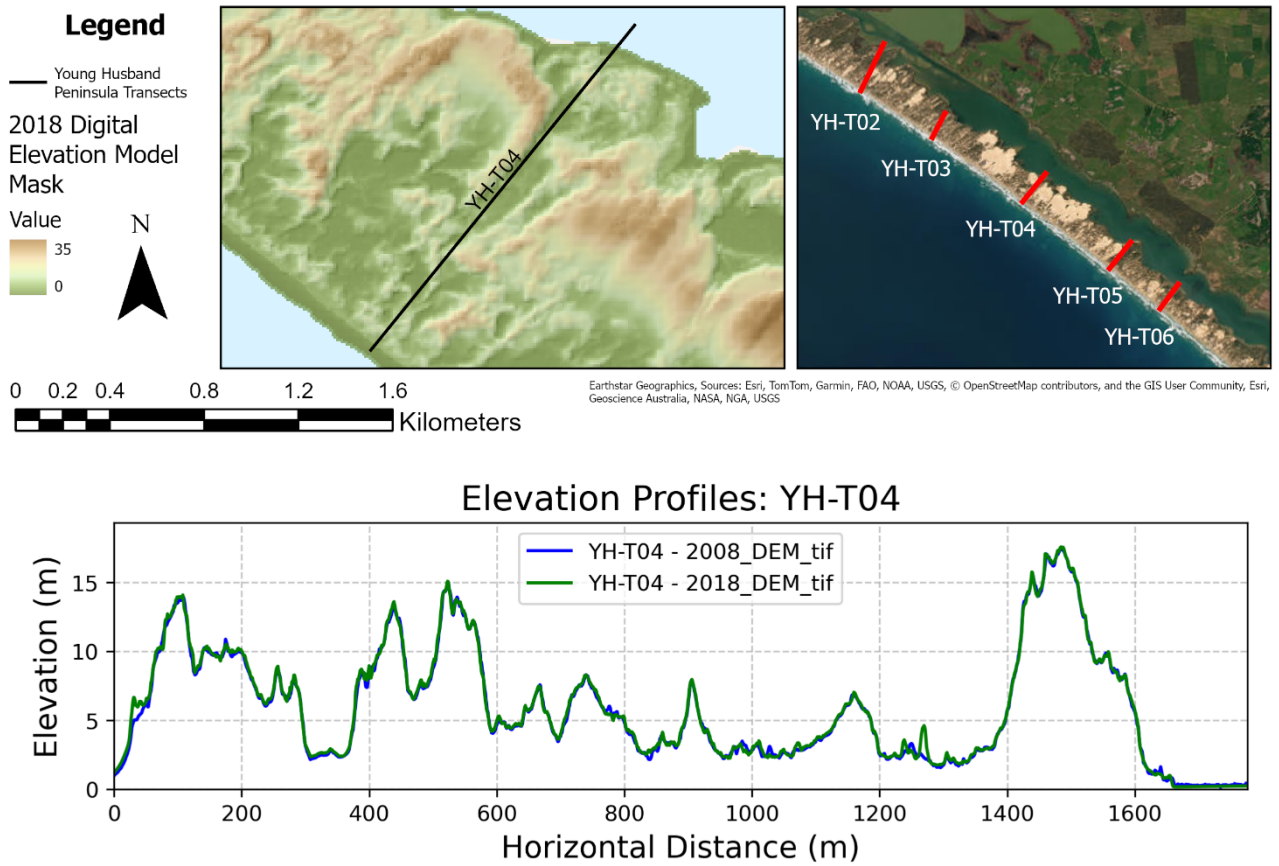 Legend
Young Husband
Peninsula Transects
2018 Digital
Elevation Model
Mask
Value
35
0
N
0 0.2 0.4 0.8 1.2 1.6
Kilometers
YH-T04
YH-T02
YH-T03
YH-T04
YH-T05
YH-T06
Earthstar Geographics, Sources: Esri, TomTom, Garmin, FAO, NOAA, USGS, © OpenStreetMap contributors, and the GIS User Community, Esri,
Geoscience Australia, NASA, NGA, USGS
Elevation Profiles: YH-T04
YH-T04 - 2008_DEM_tif
YH-T04 - 2018_DEM_tif
Elevation (m)
15
10
5
0
0 200 400 600 800 1000 1200 1400 1600
Horizontal Distance (m)